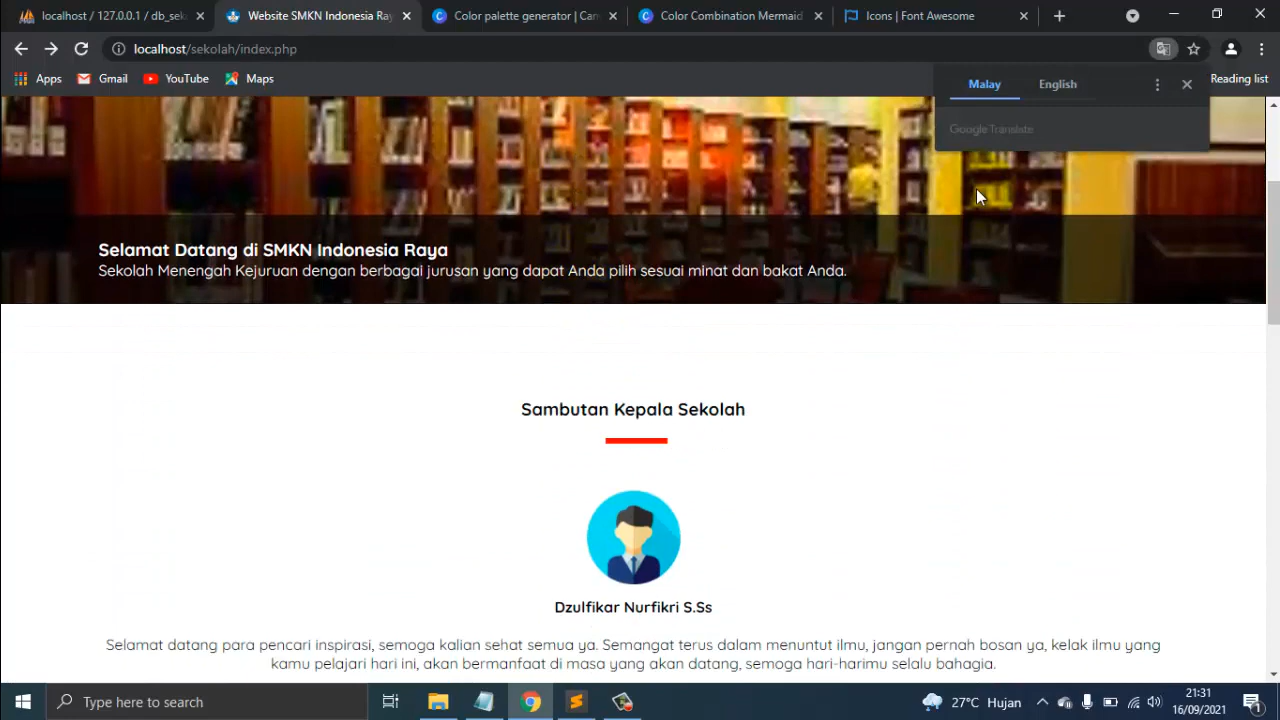 localhost / 127.0.0.1 / db_sek
Website SMKN Indonesia Ray
Color palette generator | Can
Color Combination Mermaid
Icons | Font Awesome
localhost/sekolah/index.php
Apps
Gmail
YouTube
Maps
Reading list
Malay
English
Google Translate
Selamat Datang di SMKN Indonesia Raya
Sekolah Menengah Kejuruan dengan berbagai jurusan yang dapat Anda pilih sesuai minat dan bakat Anda.
Sambutan Kepala Sekolah
Dzulfikar Nurfikri S.Ss
Selamat datang para pencari inspirasi, semoga kalian sehat semua ya. Semangat terus dalam menuntut ilmu, jangan pernah bosan ya, kelak ilmu yang
kamu pelajari hari ini, akan bermanfaat di masa yang akan datang, semoga hari-harimu selalu bahagia.
Type here to search
27°C Hujan
21:31
16/09/2021
1